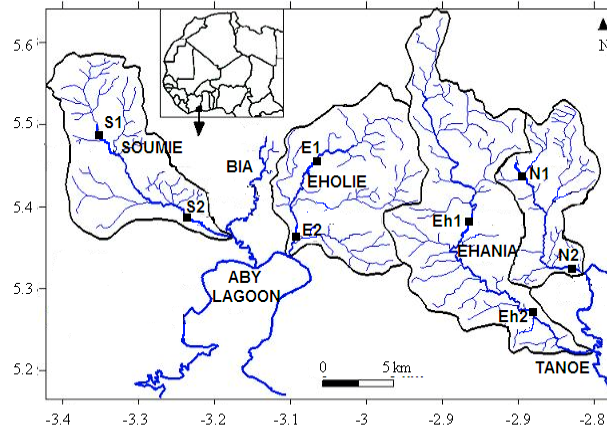 5.6
5.5
5.4
5.3
5.2
N
S1
SOUMIE
S2
BIA
E1
EHOLIE
E2
N1
Eh1
EHANIA
N2
Eh2
ABY
LAGOON
TANOE
0 5 km
-3.4 -3.3 -3.2 -3.1 -3 -2.9 -2.9 -2.8